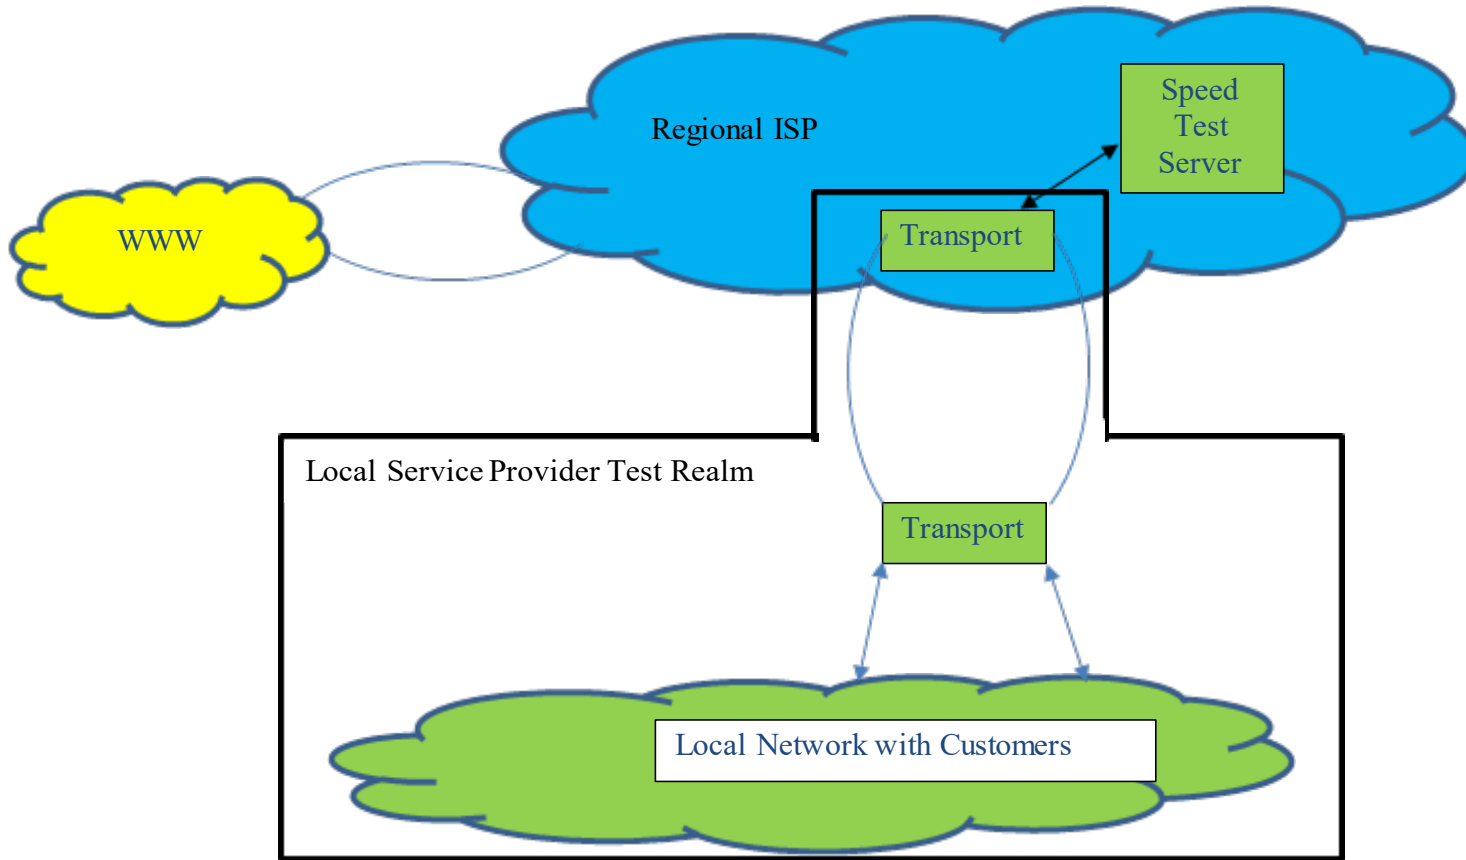 Speed
Test
Server
Regional ISP
WWW
Transport
Local Service Provider Test Realm
Transport
Local Network with Customers